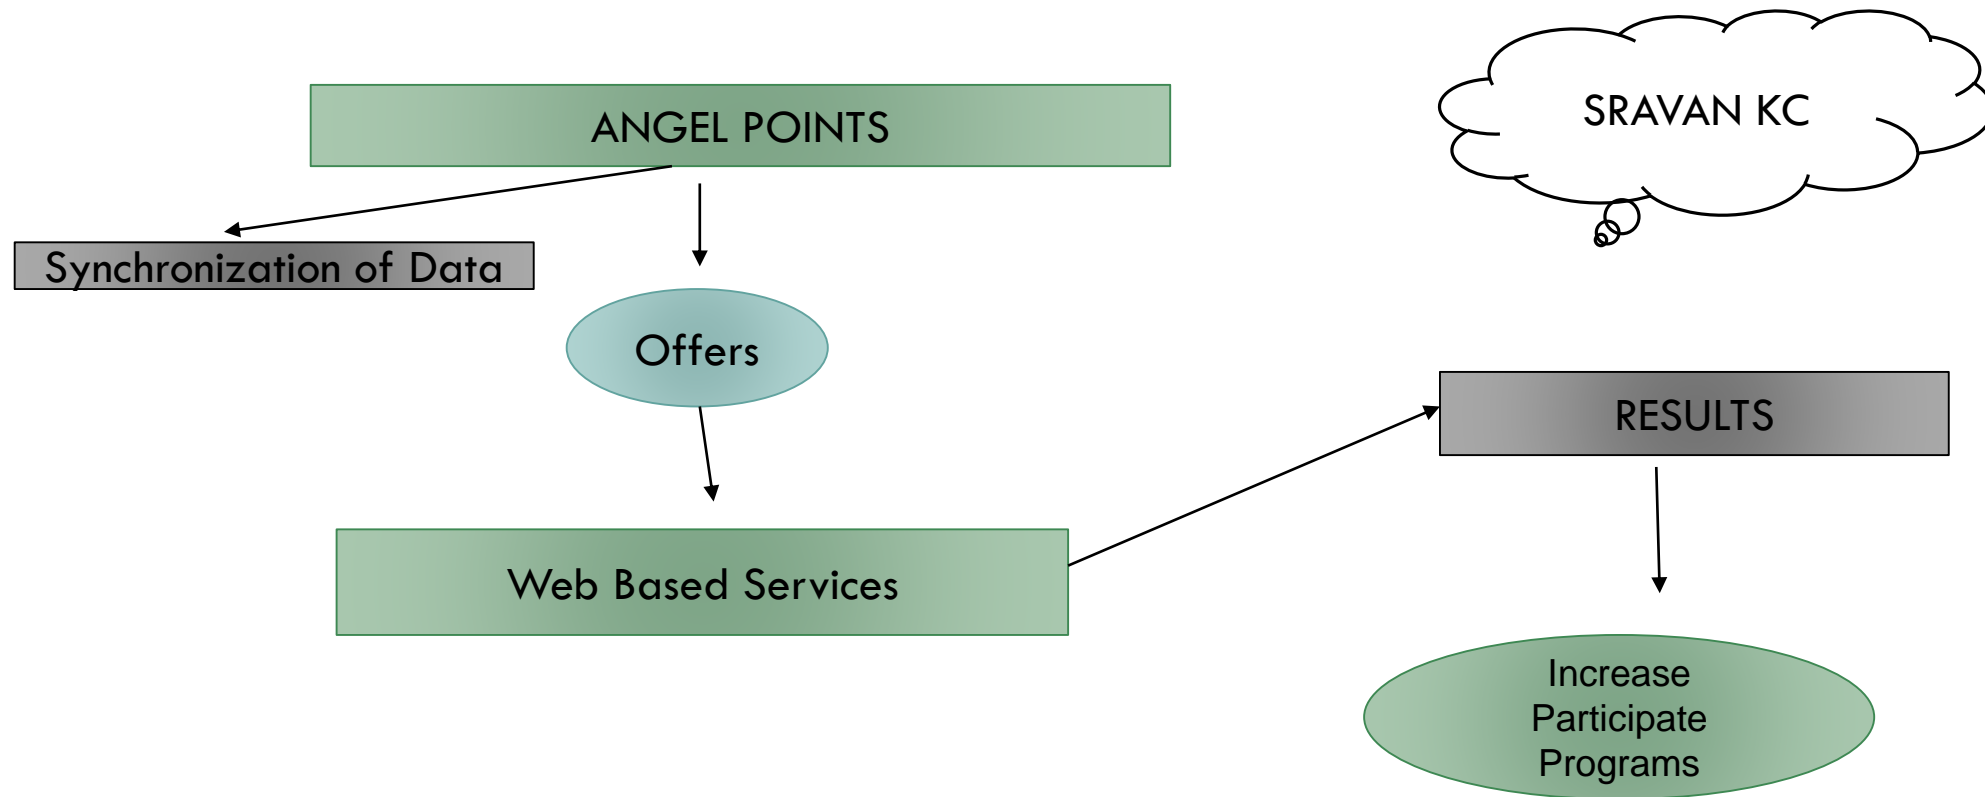 SRAVAN KC
ANGEL POINTS
Synchronization of Data
Offers
Web Based Services
RESULTS
Increase
Participate
Programs